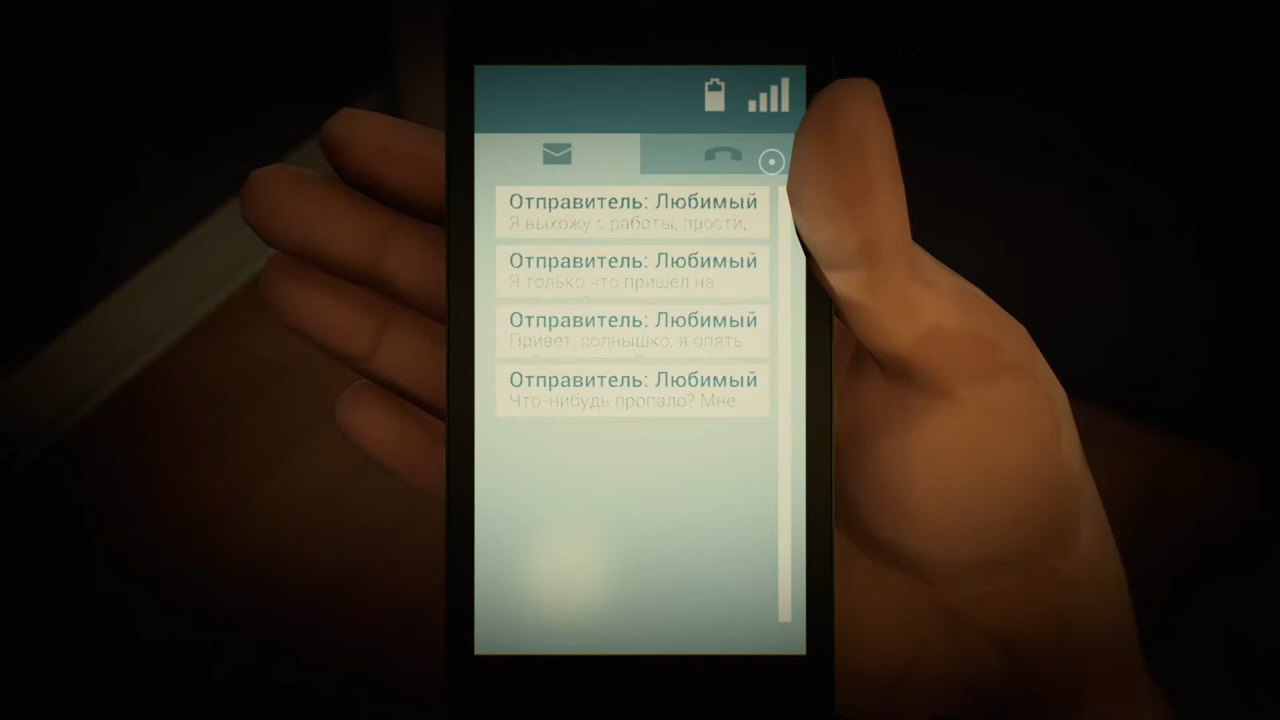 Отправитель: Любимый
Я выхожу с работы, прости,
Отправитель: Любимый
Я только что пришел на
Отправитель: Любимый
Привет, солнышко, я опять
Отправитель: Любимый
Что-нибудь пропало? Мне